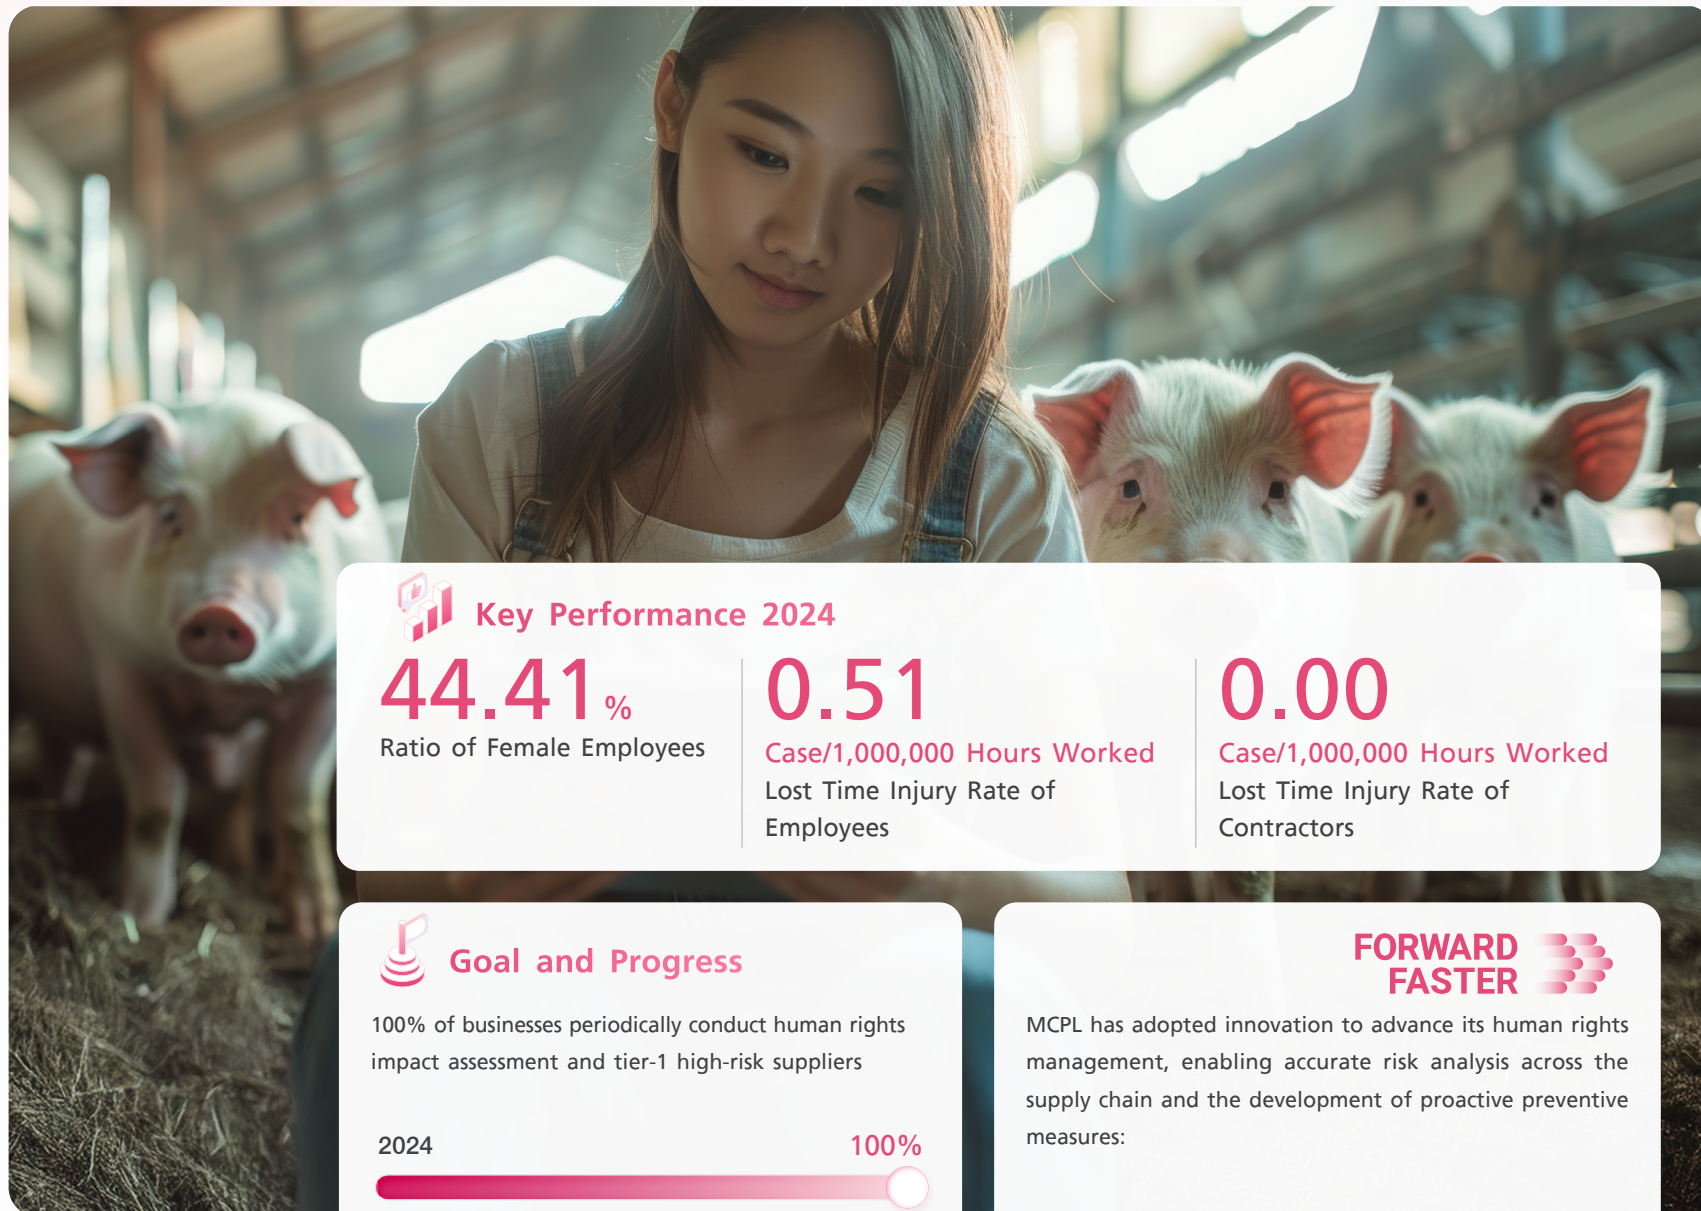 Key Performance 2024
44.41%
Ratio of Female Employees
0.51
Case/1,000,000 Hours Worked
Lost Time Injury Rate of
Employees
0.00
Case/1,000,000 Hours Worked
Lost Time Injury Rate of
Contractors
Goal and Progress
100% of businesses periodically conduct human rights
impact assessment and tier-1 high-risk suppliers
2024
100%
FORWARD
FASTER
MCPL has adopted innovation to advance its human rights
management, enabling accurate risk analysis across the
supply chain and the development of proactive preventive
measures: